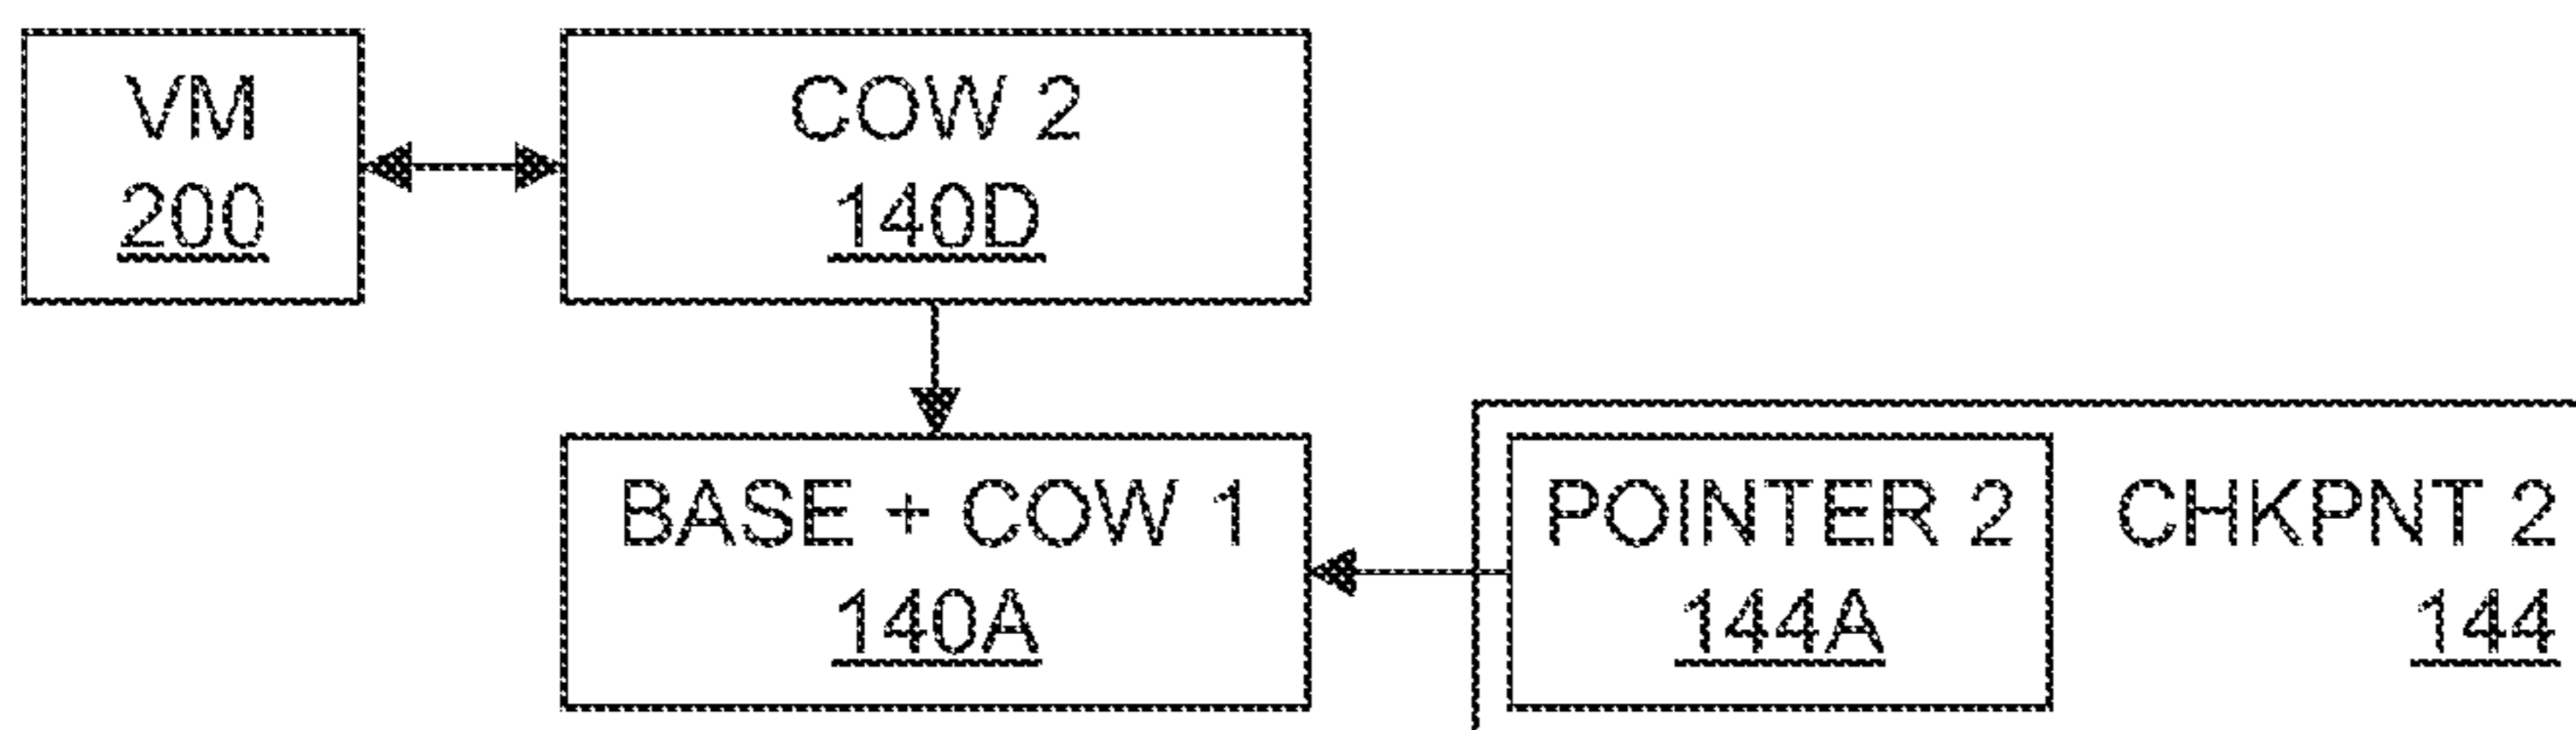 VM
200
COW 2
140D
BASE + COW 1
140A
POINTER 2
144A
CHKPNT 2
144